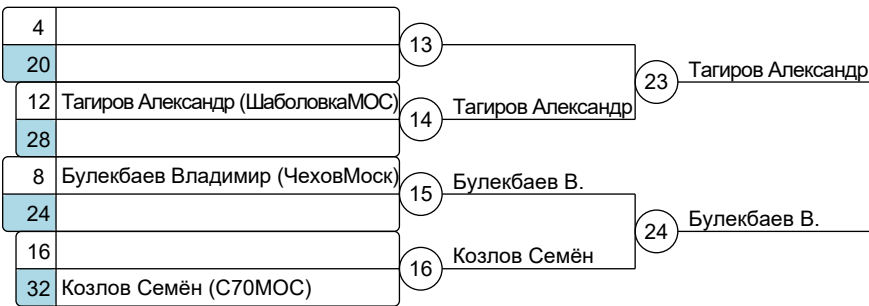 4
20
13
12 Тагиров Александр (ШаболовкаМОС)
28
14
Тагиров Александр
23
Тагиров Александр
8 Булекбаев Владимир (ЧеховМоск)
24
15
Булекбаев В.
16
32 Козлов Семён (С70МОС)
16
Козлов Семён
24
Булекбаев В.